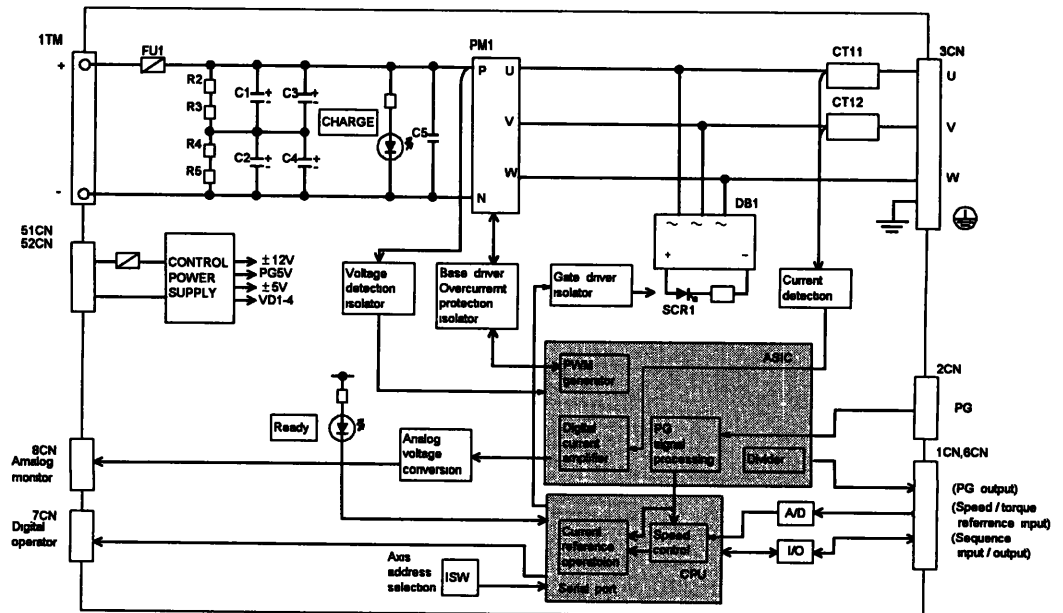 1TM
+
-
FU1
R2
R3
R4
R5
C1
C3
C2
C4
CHARGE
C5
PM1
P
N
U
V
W
CT11
CT12
3CN
U
V
W
DB1
~ ~ ~
+ -
SCR1
51CN
52CN
CONTROL
POWER
SUPPLY
±12V
PG5V
±5V
VD1-4
Voltage
detection
isolator
Base driver
Overcurrernt
protection
isolator
Gate driver
isolator
Current
detection
ASIC
PWM
generator
Digital
current
amplifier
PG
signal
processing
Divider
2CN
PG
Ready
8CN
Amalog
monitor
Analog
voltage
conversion
1CN,6CN
(PG output)
(Speed / torque
referrence input)
(Sequence
input / output)
A/D
I/O
7CN
Digital
operator
Axis
address
selection
ISW
Current
reference
operatoion
Speed
control
CPU
Serial port